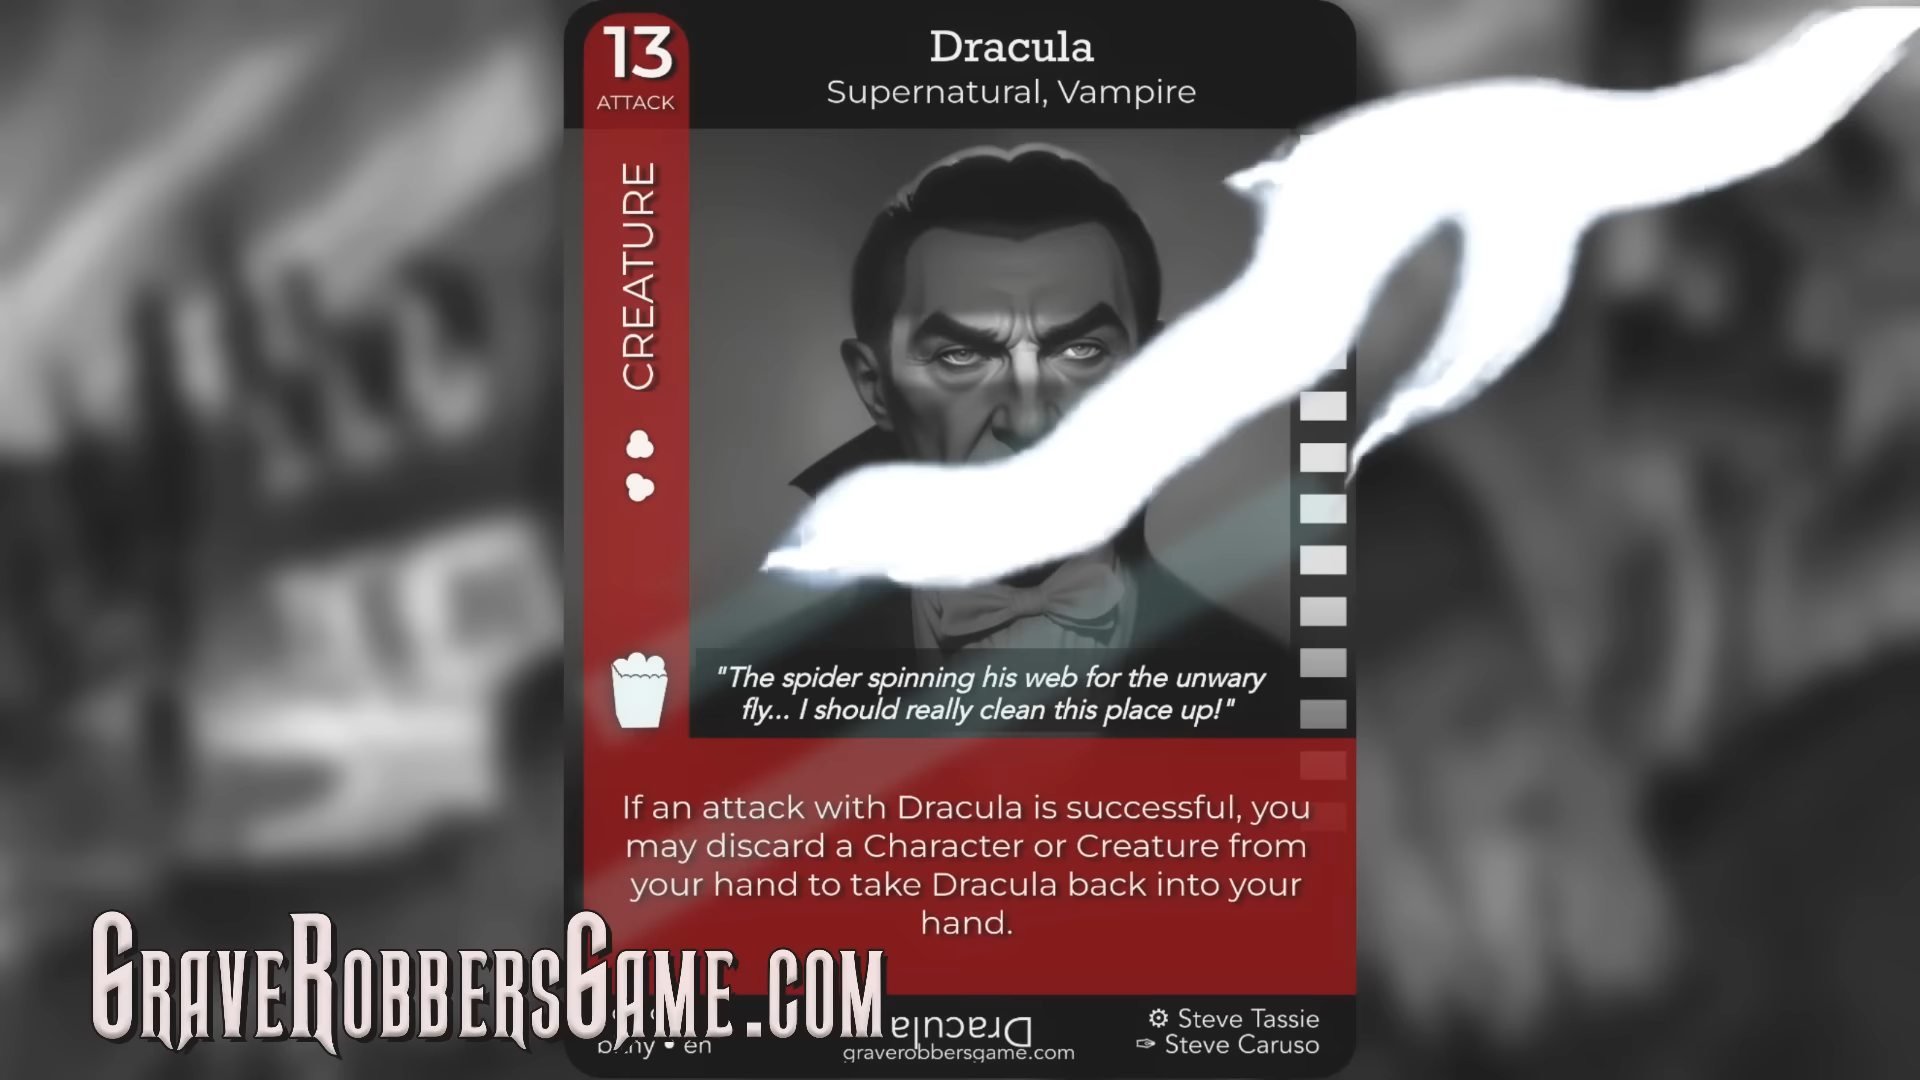 13
ATTACK
Dracula
Supernatural, Vampire
CREATURE
"The spider spinning his web for the unwary
fly... I should really clean this place up!"
If an attack with Dracula is successful, you
may discard a Character or Creature from
your hand to take Dracula back into your
hand.
GraveRobbersGame.com
Dracula
graverobbersgame.com
en
Steve Tassie
Steve Caruso